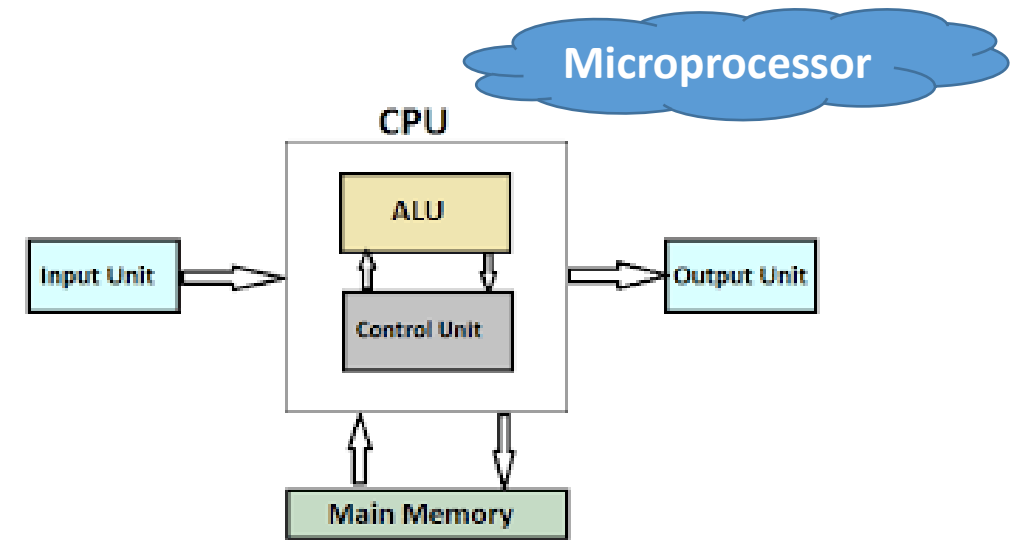 Microprocessor
CPU
ALU
Input Unit
Output Unit
Control Unit
Main Memory